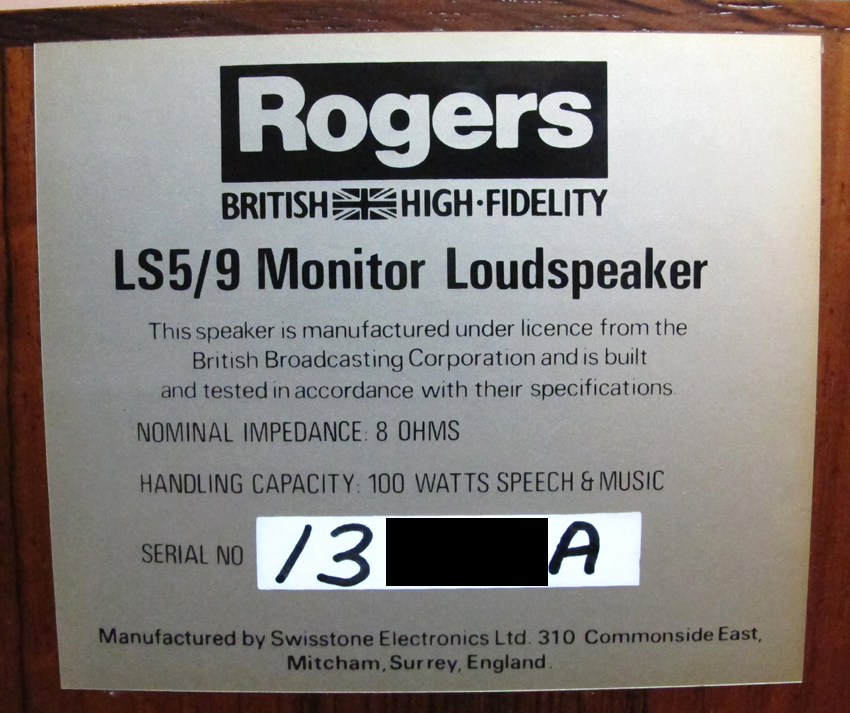 Rogers
BRITISH HIGH·FIDELITY
LS5/9 Monitor Loudspeaker
This speaker is manufactured under licence from the
British Broadcasting Corporation and is built
and tested in accordance with their specifications.
NOMINAL IMPEDANCE: 8 OHMS
HANDLING CAPACITY: 100 WATTS SPEECH & MUSIC
SERIAL NO 13 A
Manufactured by Swisstone Electronics Ltd. 310 Commonside East,
Mitcham, Surrey, England.